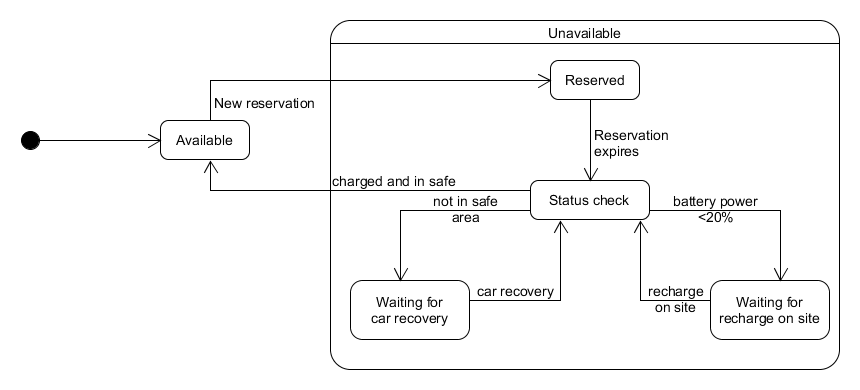 Unavailable
Reserved
New reservation
Available
Reservation
expires
charged and in safe
Status check
not in safe
area
battery power
<20%
car recovery
recharge
on site
Waiting for
car recovery
Waiting for
recharge on site